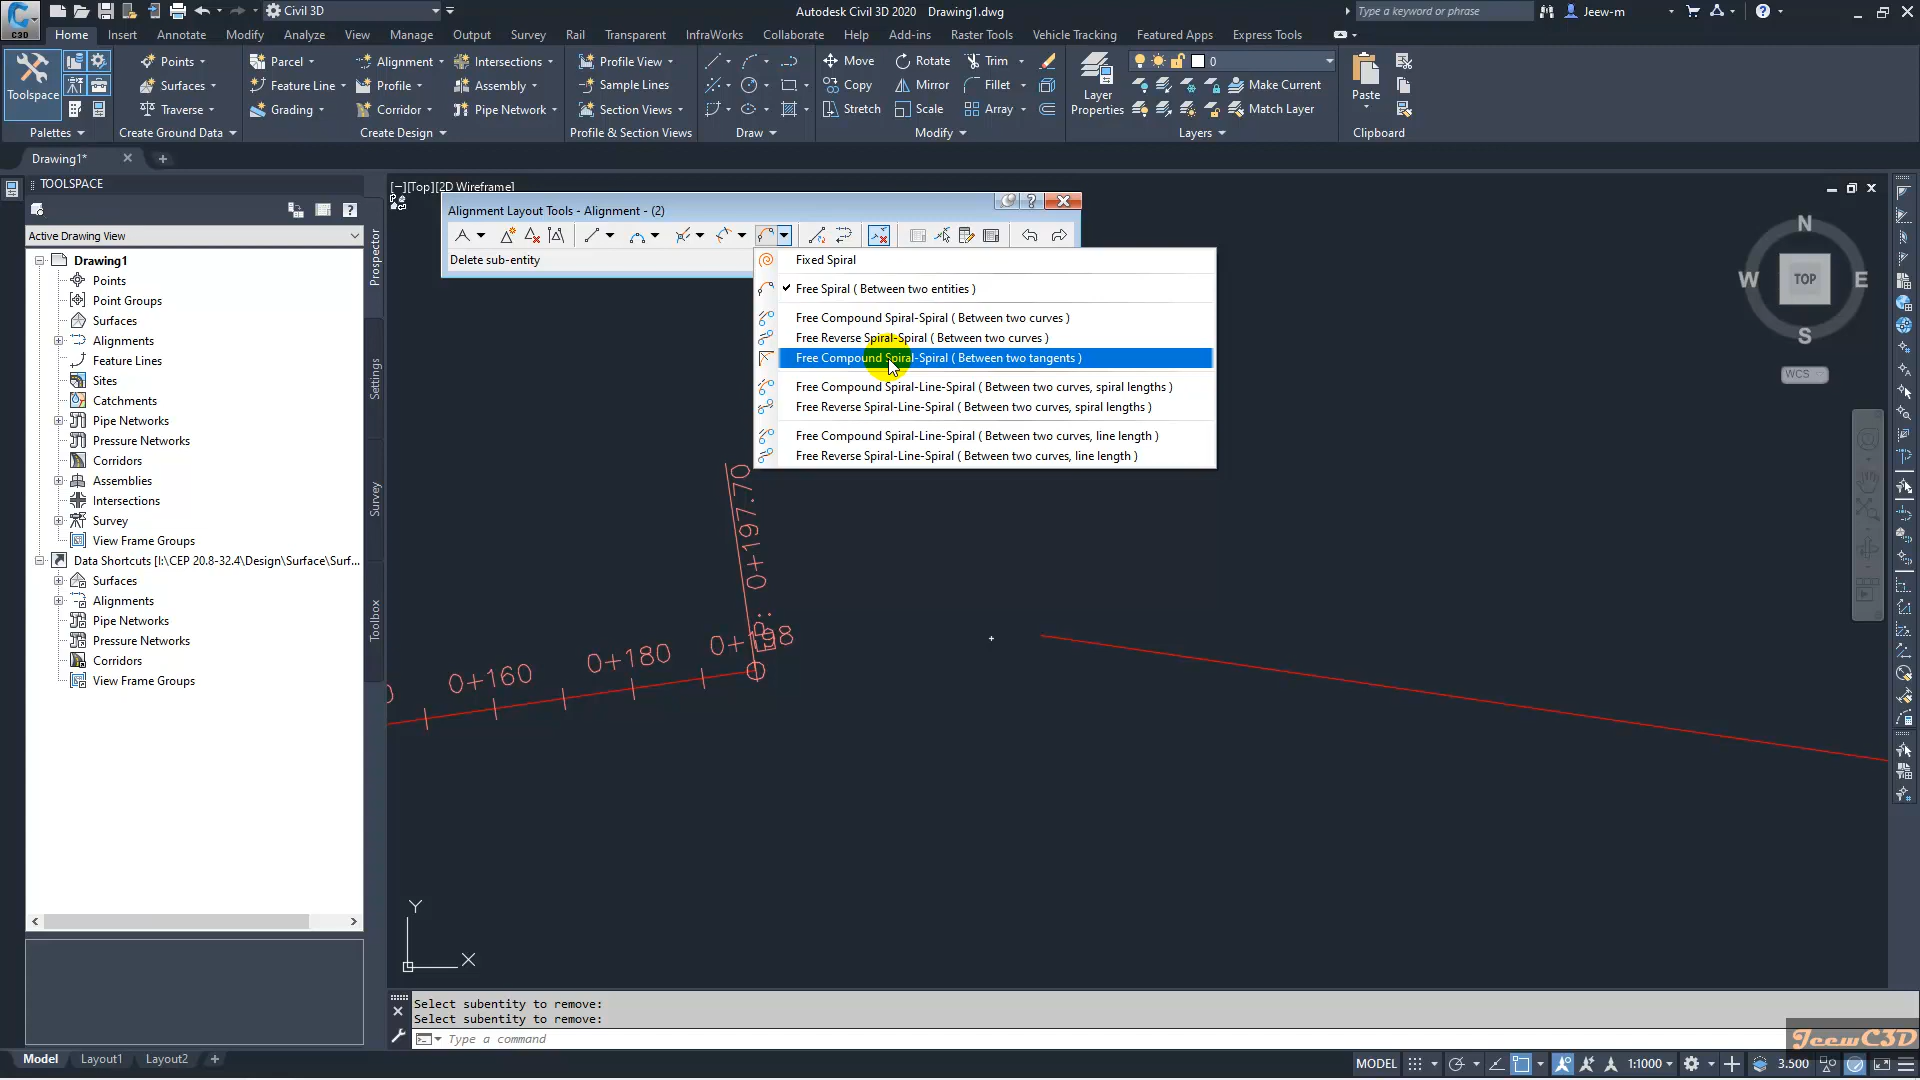 C3D
Civil 3D
Autodesk Civil 3D 2020 Drawing1.dwg
Type a keyword or phrase
Jeew-m
Home Insert Annotate Modify Analyze View Manage Output Survey Rail Transparent InfraWorks Collaborate Help Add-ins Raster Tools Vehicle Tracking Featured Apps Express Tools
Points Parcel Alignment Intersections Profile View Move Rotate Trim 0
Toolspace Surfaces Feature Line Profile Assembly Sample Lines Copy Mirror Fillet Layer Properties Make Current Paste
Traverse Grading Corridor Pipe Network Section Views Stretch Scale Array Match Layer
Palettes Create Ground Data Create Design Profile & Section Views Draw Modify Layers Clipboard
Drawing1*
TOOLSPACE
Active Drawing View
Drawing1
Points
Point Groups
Surfaces
Alignments
Feature Lines
Sites
Catchments
Pipe Networks
Pressure Networks
Corridors
Assemblies
Intersections
Survey
View Frame Groups
Data Shortcuts [I:\CEP 20.8-32.4\Design\Surface\Surf...
Surfaces
Alignments
Pipe Networks
Pressure Networks
Corridors
View Frame Groups
Prospector
Settings
Survey
Toolbox
[−][Top][2D Wireframe]
Alignment Layout Tools - Alignment - (2)
Delete sub-entity
Fixed Spiral
Free Spiral ( Between two entities )
Free Compound Spiral-Spiral ( Between two curves )
Free Reverse Spiral-Spiral ( Between two curves )
Free Compound Spiral-Spiral ( Between two tangents )
Free Compound Spiral-Line-Spiral ( Between two curves, spiral lengths )
Free Reverse Spiral-Line-Spiral ( Between two curves, spiral lengths )
Free Compound Spiral-Line-Spiral ( Between two curves, line length )
Free Reverse Spiral-Line-Spiral ( Between two curves, line length )
N
W TOP E
S
WCS
0+197.70
0+160
0+180
0+198
Y
X
Select subentity to remove:
Select subentity to remove:
Type a command
JeewC3D
Model Layout1 Layout2
MODEL 1:1000 3.500